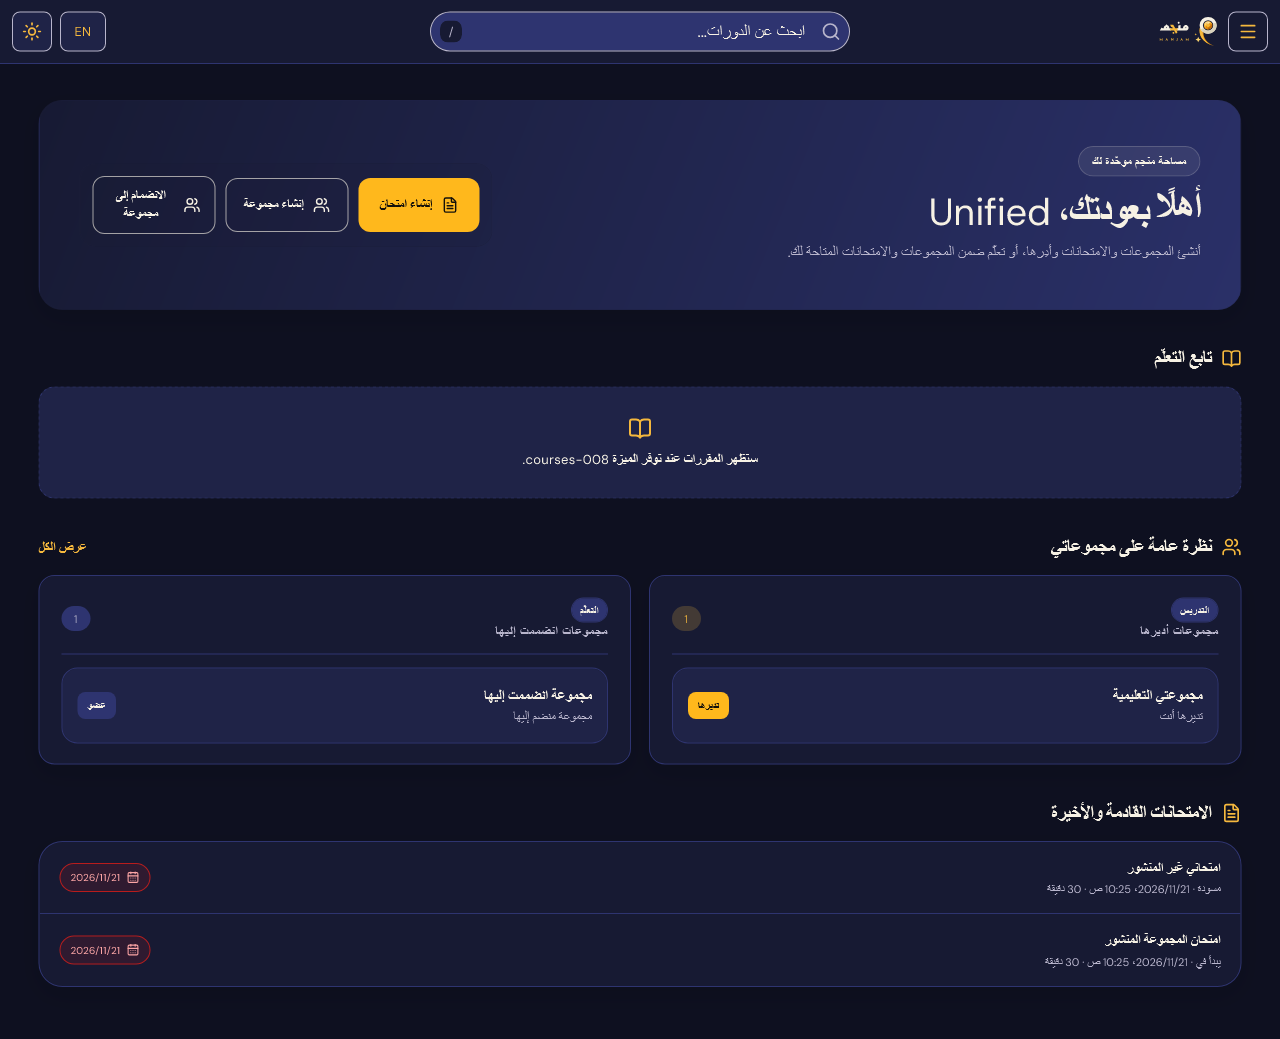 منجم
MANJAM
ابحث عن الدورات...
/
EN
مساحة منجم موحّدة لك
أهلًا بعودتك، Unified
أنشئ المجموعات والامتحانات وأدِرها، أو تعلّم ضمن المجموعات والامتحانات المتاحة لك.
إنشاء امتحان
إنشاء مجموعة
الانضمام إلى
مجموعة
تابع التعلّم
ستظهر المقررات عند توفّر الميزة courses-008.
نظرة عامة على مجموعاتي
عرض الكل
التدريس
مجموعات أديرها
1
مجموعتي التعليمية
تديرها أنت
تديرها
التعلّم
مجموعات انضممت إليها
1
مجموعة انضممت إليها
مجموعة منضم إليها
عضو
الامتحانات القادمة والأخيرة
امتحاني غير المنشور
مسودة · 2026/11/21، 10:25 ص · 30 دقيقة
2026/11/21
امتحان المجموعة المنشور
يبدأ في · 2026/11/21، 10:25 ص · 30 دقيقة
2026/11/21